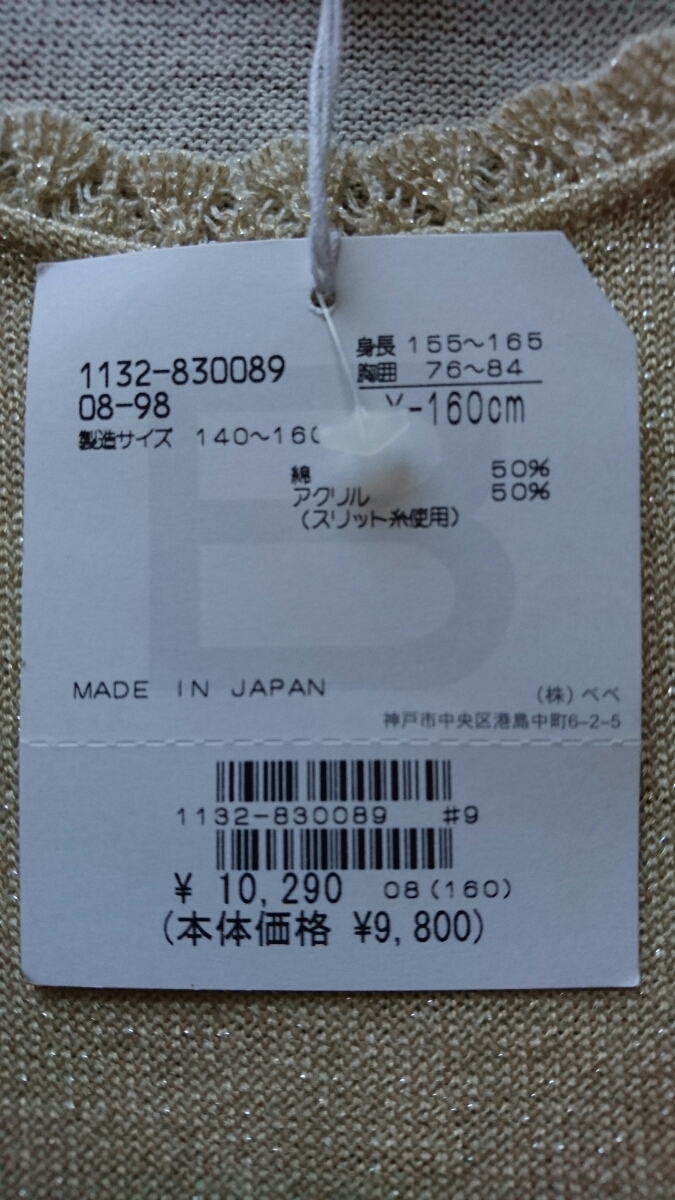 1132-830089
08-98
製造サイズ 140~160
身長 155~165
胸囲 76~84
-160cm
綿 50%
アクリル 50%
(スリット糸使用)
B
MADE IN JAPAN
(株)べべ
神戸市中央区港島中町6-2-5
1132-830089 #9
¥ 10,290 08(160)
(本体価格 ¥9,800)